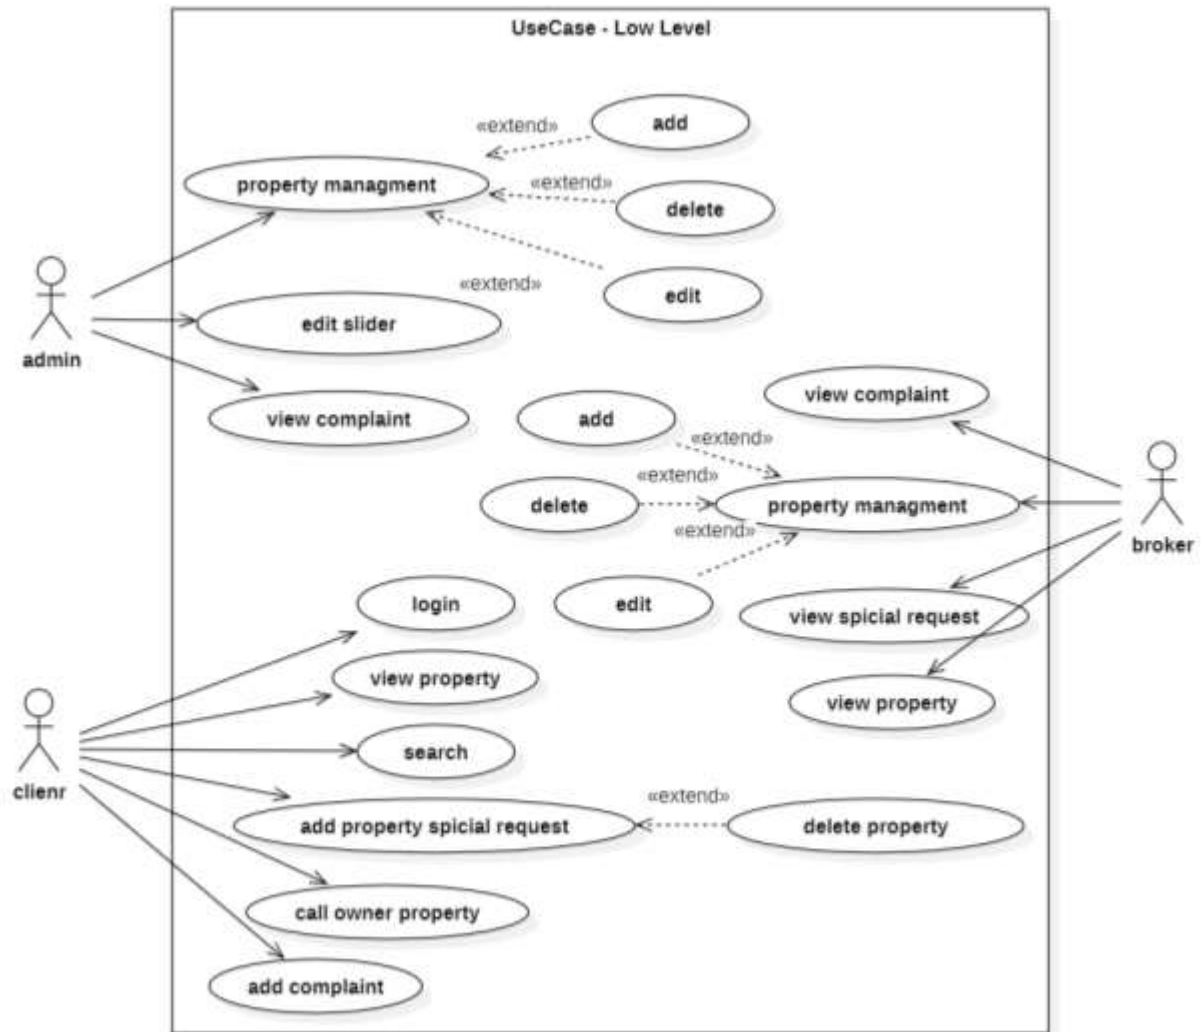 UseCase - Low Level
«extend»
add
property managment
«extend»
delete
«extend»
edit
edit slider
admin
view complaint
view complaint
add
«extend»
«extend»
delete
property managment
«extend»
broker
login
edit
view spicial request
view property
view property
search
clienr
«extend»
add property spicial request
delete property
call owner property
add complaint